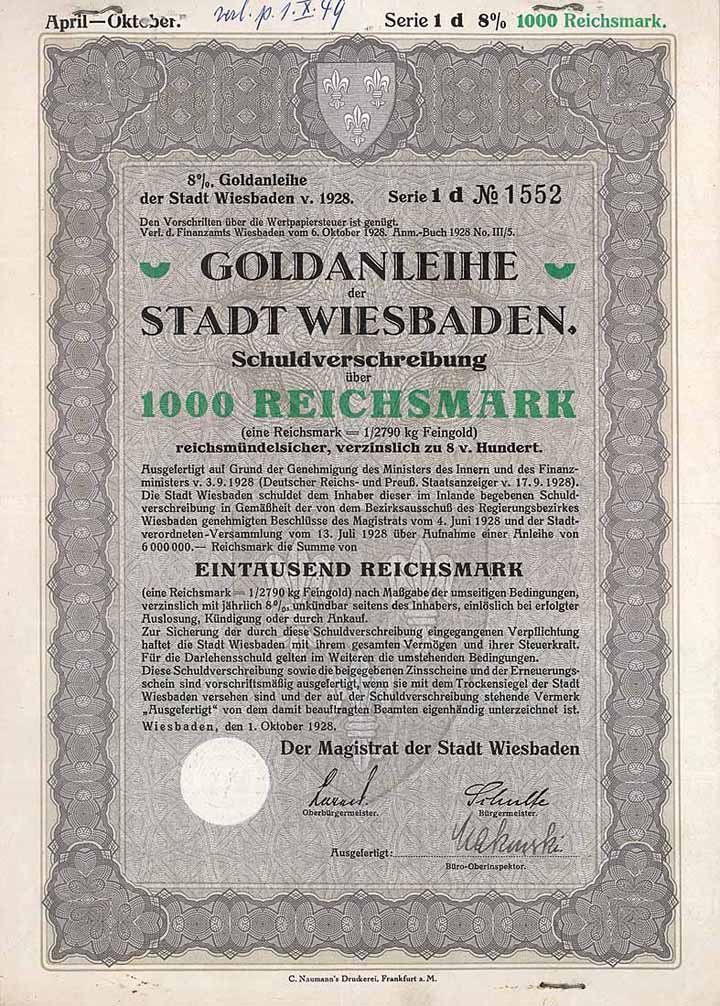 April—Oktober.
verl. p. 1. X. 49
Serie 1 d 8% 1000 Reichsmark.
8%. Goldanleihe
der Stadt Wiesbaden v. 1928. Serie 1 d № 1552
Den Vorschriften über die Wertpapiersteuer ist genügt.
Verl. d. Finanzamts Wiesbaden vom 6. Oktober 1928. Anm.-Buch 1928 No. III/5.
GOLDANLEIHE
der
STADT WIESBADEN.
Schuldverschreibung
über
1000 REICHSMARK
(eine Reichsmark = 1/2790 kg Feingold)
reichsmündelsicher, verzinslich zu 8 v. Hundert.
Ausgefertigt auf Grund der Genehmigung des Ministers des Innern und des Finanz-
ministers v. 3. 9. 1928 (Deutscher Reichs- und Preuß. Staatsanzeiger v. 17. 9. 1928).
Die Stadt Wiesbaden schuldet dem Inhaber dieser im Inlande begebenen Schuld-
verschreibung in Gemäßheit der von dem Bezirksausschuß des Regierungsbezirkes
Wiesbaden genehmigten Beschlüsse des Magistrats vom 4. Juni 1928 und der Stadt-
verordneten-Versammlung vom 13. Juli 1928 über Aufnahme einer Anleihe von
6 000 000.— Reichsmark die Summe von
EINTAUSEND REICHSMARK
(eine Reichsmark = 1/2790 kg Feingold) nach Maßgabe der umseitigen Bedingungen,
verzinslich mit jährlich 8%, unkündbar seitens des Inhabers, einlöslich bei erfolgter
Auslosung, Kündigung oder durch Ankauf.
Zur Sicherung der durch diese Schuldverschreibung eingegangenen Verpflichtung
haftet die Stadt Wiesbaden mit ihrem gesamten Vermögen und ihrer Steuerkraft.
Für die Darlehensschuld gelten im Weiteren die umstehenden Bedingungen.
Diese Schuldverschreibung sowie die beigegebenen Zinsscheine und der Erneuerungs-
schein sind vorschriftsmäßig ausgefertigt, wenn sie mit dem Trockensiegel der Stadt
Wiesbaden versehen sind und der auf der Schuldverschreibung stehende Vermerk
„Ausgefertigt" von dem damit beauftragten Beamten eigenhändig unterzeichnet ist.
Wiesbaden, den 1. Oktober 1928.
Der Magistrat der Stadt Wiesbaden
Schulte
Oberbürgermeister. Bürgermeister.
Ausgefertigt:
Büro-Oberinspektor.
C. Naumann's Druckerei, Frankfurt a. M.